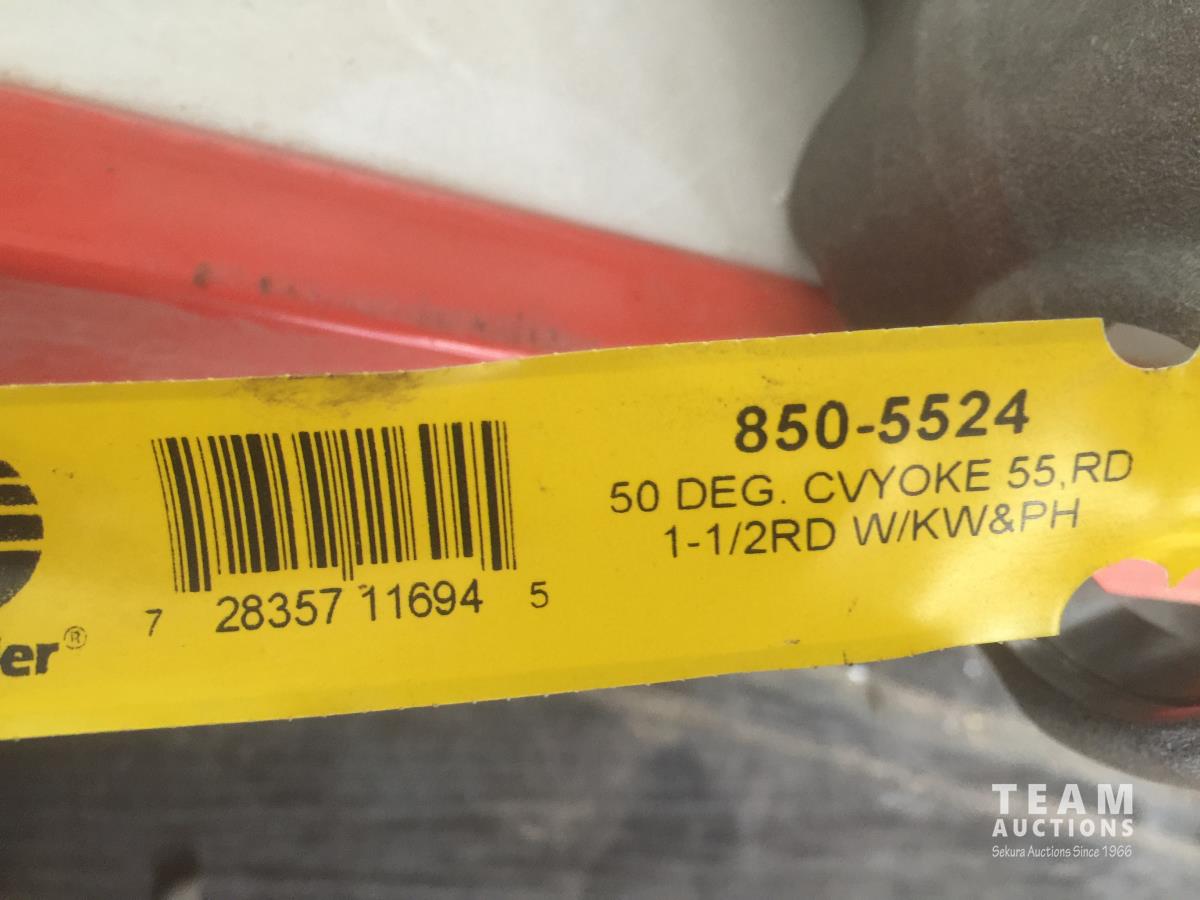 850-5524
50 DEG. CVYOKE 55,RD
1-1/2RD W/KW&PH
7 28357 11694 5
TEAM
AUCTIONS
Sekura Auctions Since 1966